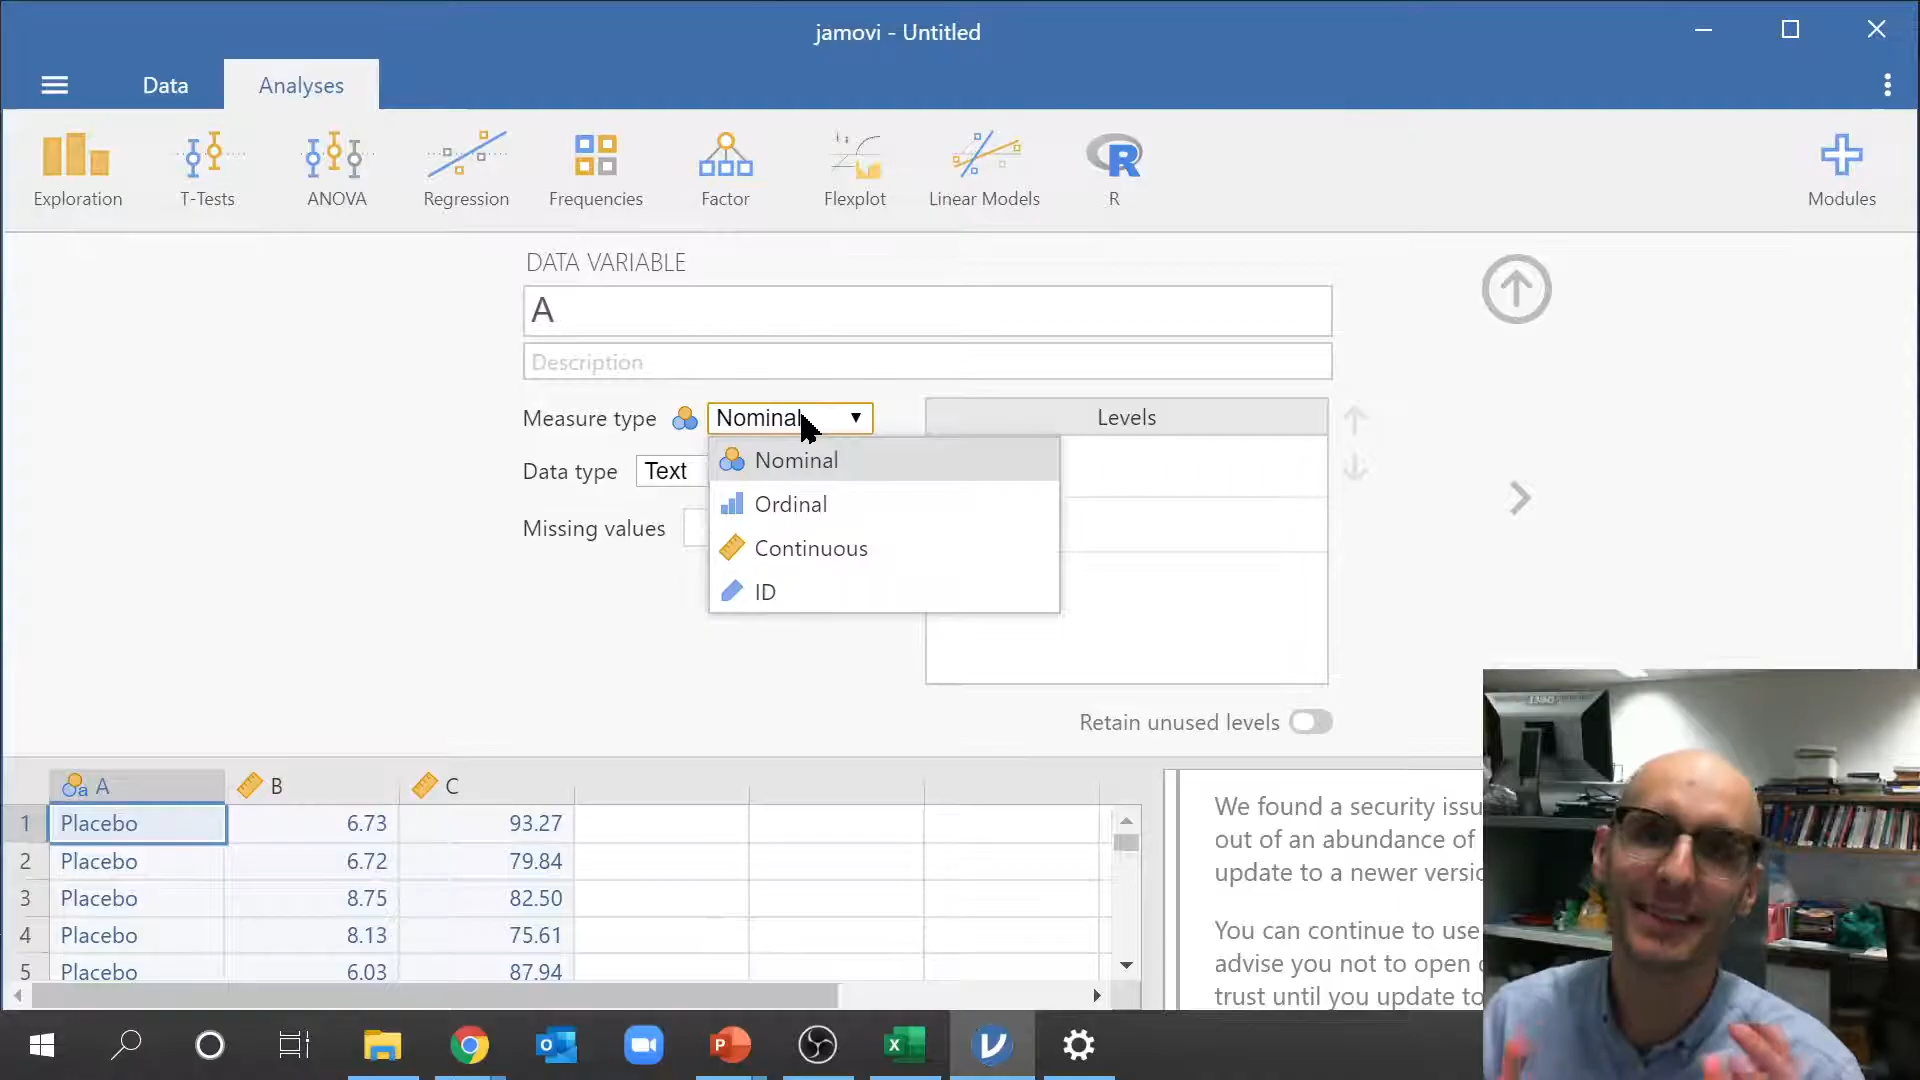 jamovi - Untitled
Data
Analyses
Exploration
T-Tests
ANOVA
Regression
Frequencies
Factor
Flexplot
Linear Models
R
Modules
DATA VARIABLE
A
Description
Measure type
Nominal
Levels
Nominal
Data type
Text
Ordinal
Missing values
Continuous
ID
Retain unused levels
A B C
1 Placebo 6.73 93.27
2 Placebo 6.72 79.84
3 Placebo 8.75 82.50
4 Placebo 8.13 75.61
5 Placebo 6.03 87.94
We found a security issu
out of an abundance of
update to a newer versio
You can continue to use
advise you not to open
trust until you update to